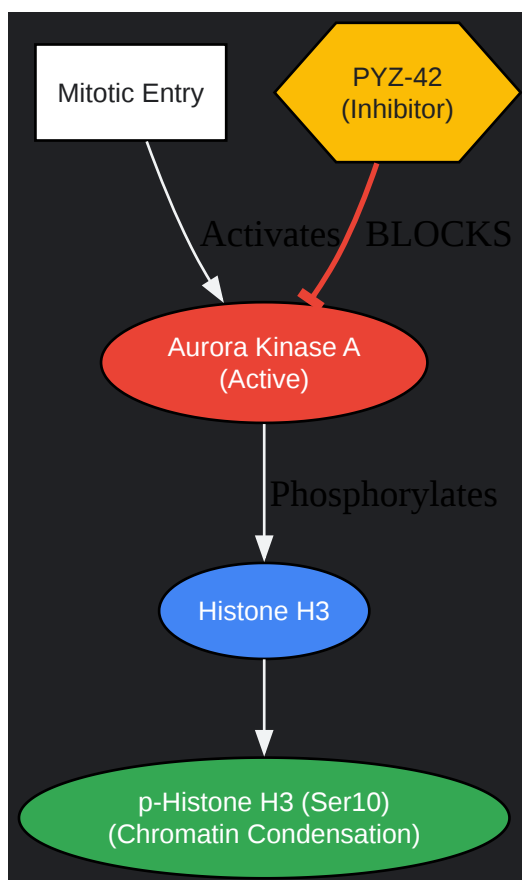 Mitotic Entry
PYZ-42
(Inhibitor)
Activates
BLOCKS
Aurora Kinase A
(Active)
Phosphorylates
Histone H3
p-Histone H3 (Ser10)
(Chromatin Condensation)